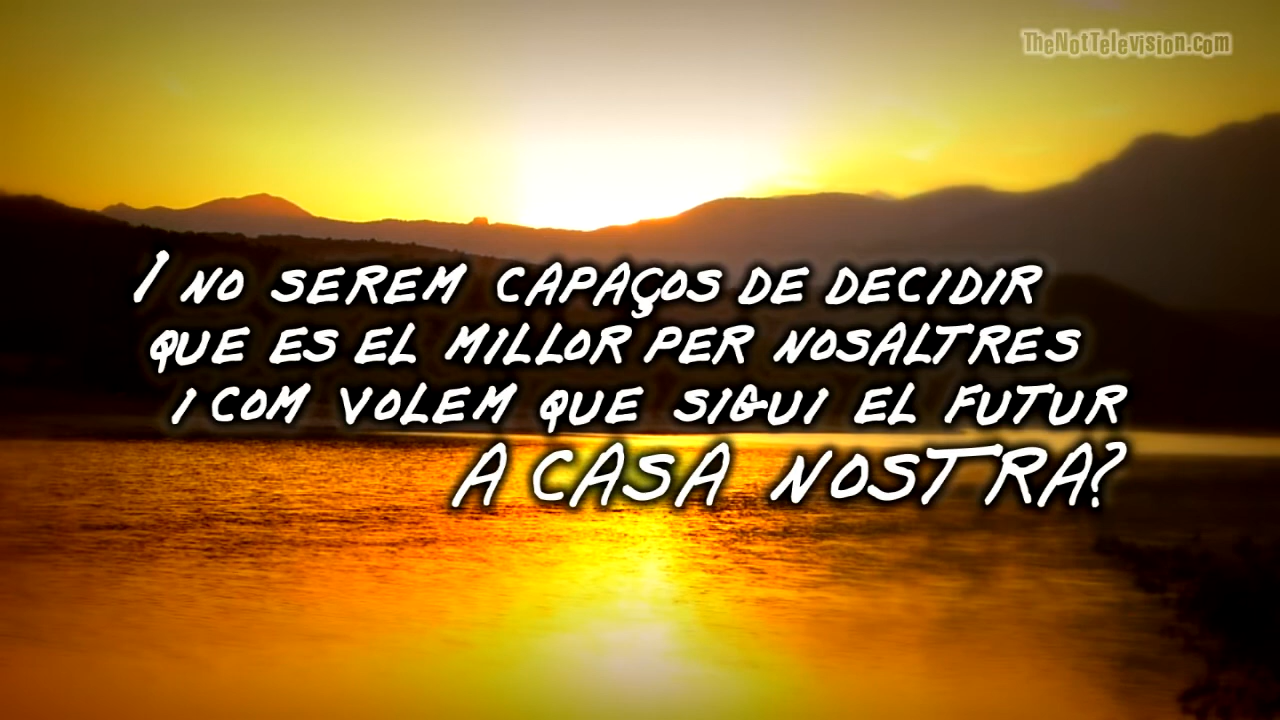 TheNotTelevision.com
I NO SEREM CAPAÇOS DE DECIDIR
QUE ES EL MILLOR PER NOSALTRES
I COM VOLEM QUE SIGUI EL FUTUR
A CASA NOSTRA?